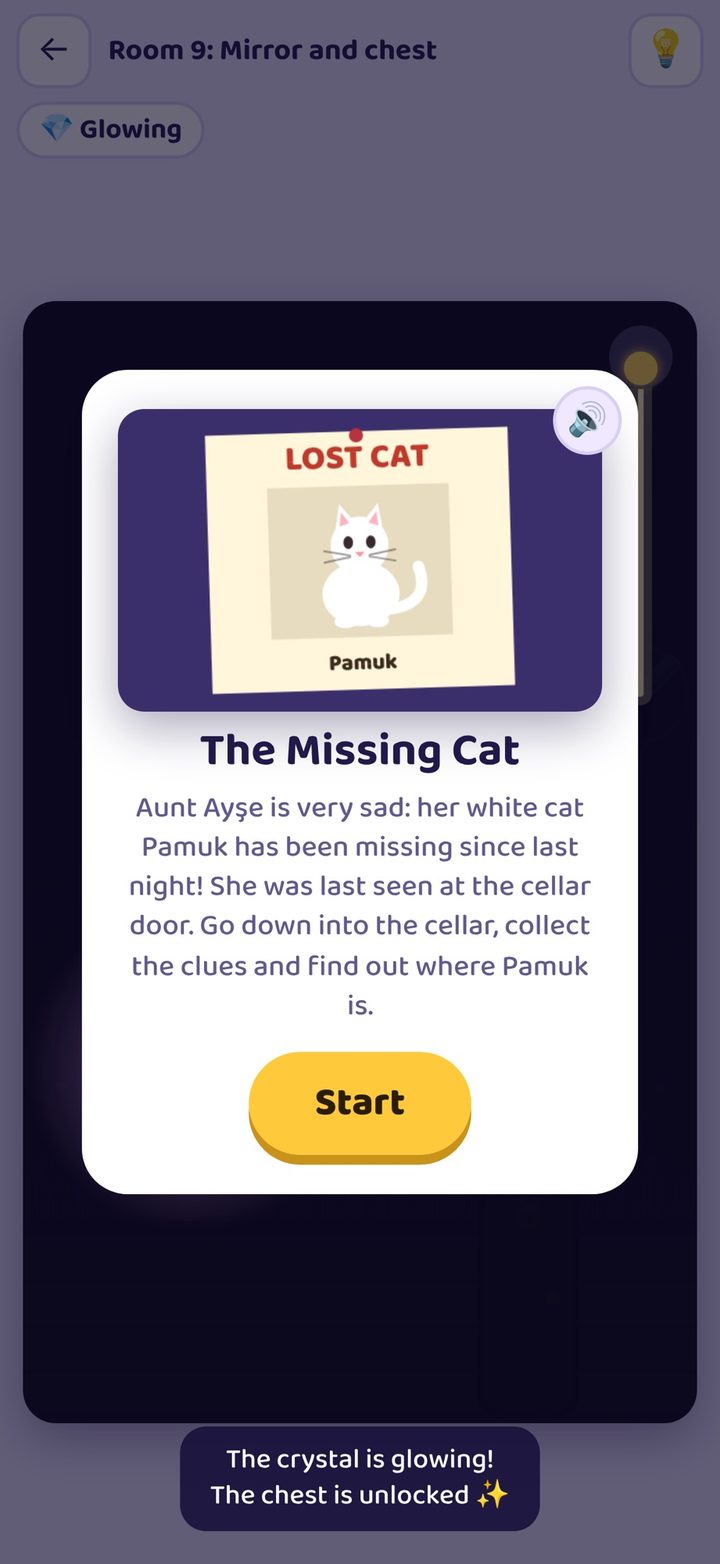 Room 9: Mirror and chest
Glowing
LOST CAT
Pamuk
The Missing Cat
Aunt Ayşe is very sad: her white cat
Pamuk has been missing since last
night! She was last seen at the cellar
door. Go down into the cellar, collect
the clues and find out where Pamuk
is.
Start
The crystal is glowing!
The chest is unlocked ✨